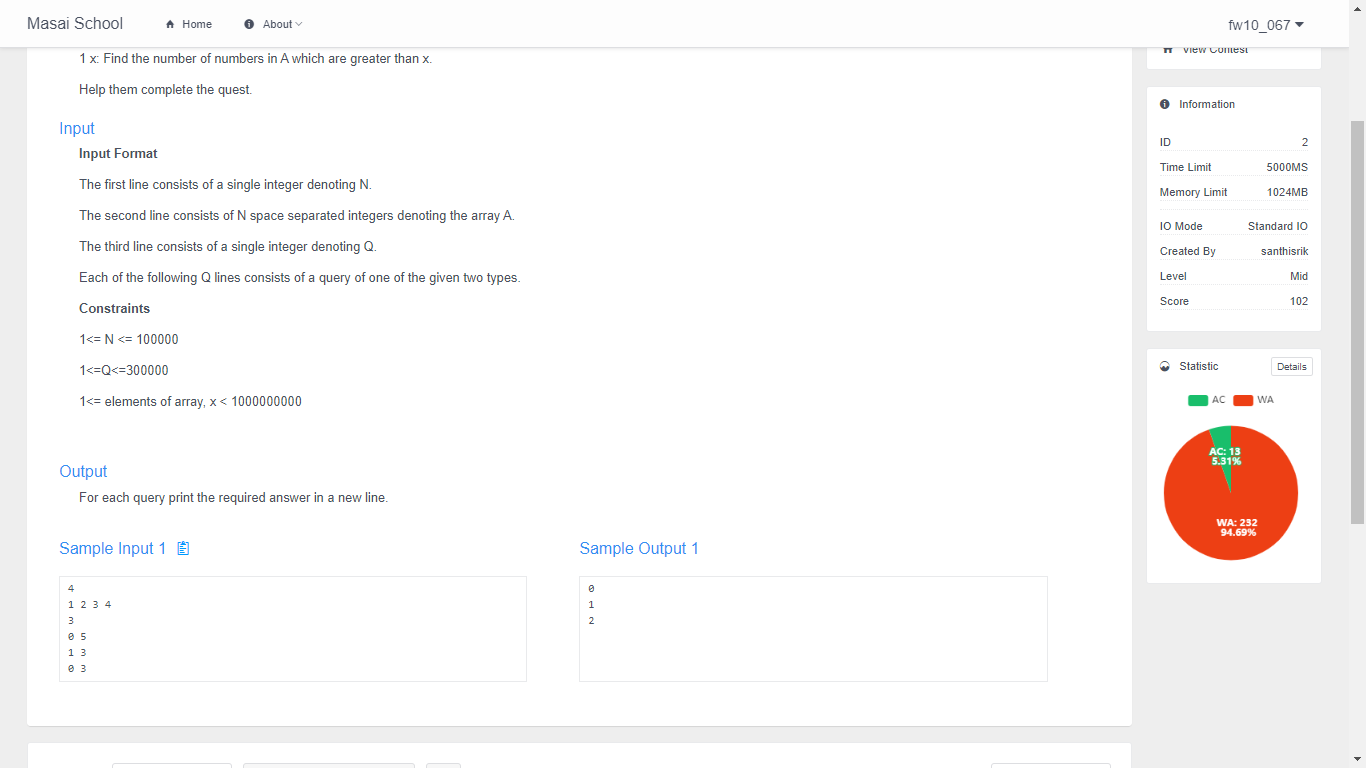 Masai School
Home
About
fw10_067
1 x: Find the number of numbers in A which are greater than x.
Help them complete the quest.
Input
Input Format
The first line consists of a single integer denoting N.
The second line consists of N space separated integers denoting the array A.
The third line consists of a single integer denoting Q.
Each of the following Q lines consists of a query of one of the given two types.
Constraints
1<= N <= 100000
1<=Q<=300000
1<= elements of array, x < 1000000000
Output
For each query print the required answer in a new line.
Sample Input 1
4
1 2 3 4
3
0 5
1 3
0 3
Sample Output 1
0
1
2
View Contest
Information
ID 2
Time Limit 5000MS
Memory Limit 1024MB
IO Mode Standard IO
Created By santhisrik
Level Mid
Score 102
Statistic
Details
AC WA
AC: 13
5.31%
WA: 232
94.69%